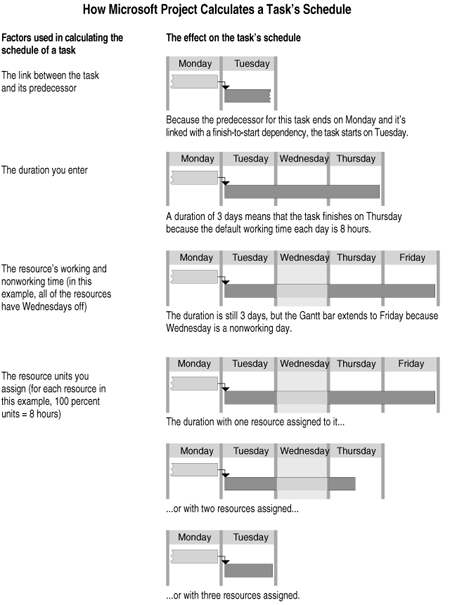 How Microsoft Project Calculates a Task's Schedule
Factors used in calculating the
schedule of a task
The effect on the task's schedule
The link between the task
and its predecessor
Monday Tuesday
Because the predecessor for this task ends on Monday and it's
linked with a finish-to-start dependency, the task starts on Tuesday.
The duration you enter
Monday Tuesday Wednesday Thursday
A duration of 3 days means that the task finishes on Thursday
because the default working time each day is 8 hours.
The resource's working and
nonworking time (in this
example, all of the resources
have Wednesdays off)
Monday Tuesday Wednesday Thursday Friday
The duration is still 3 days, but the Gantt bar extends to Friday because
Wednesday is a nonworking day.
The resource units you
assign (for each resource in
this example, 100 percent
units = 8 hours)
Monday Tuesday Wednesday Thursday Friday
The duration with one resource assigned to it...
Monday Tuesday Wednesday Thursday
...or with two resources assigned...
Monday Tuesday
...or with three resources assigned.